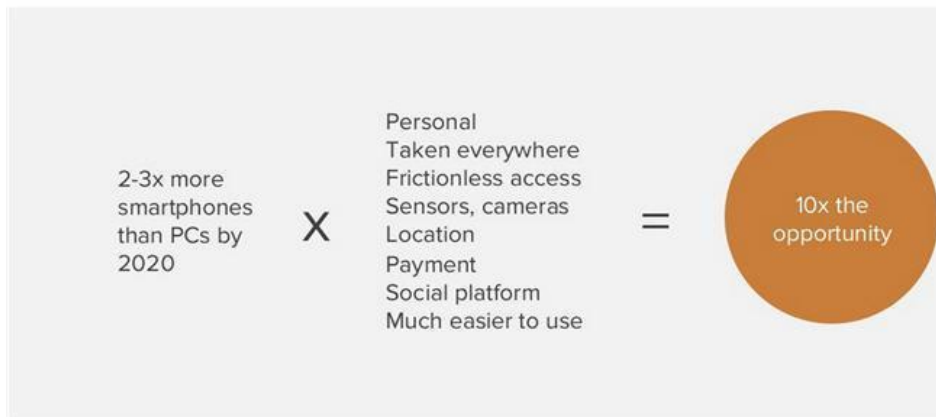 2-3x more
smartphones
than PCs by
2020
X
Personal
Taken everywhere
Frictionless access
Sensors, cameras
Location
Payment
Social platform
Much easier to use
=
10x the
opportunity